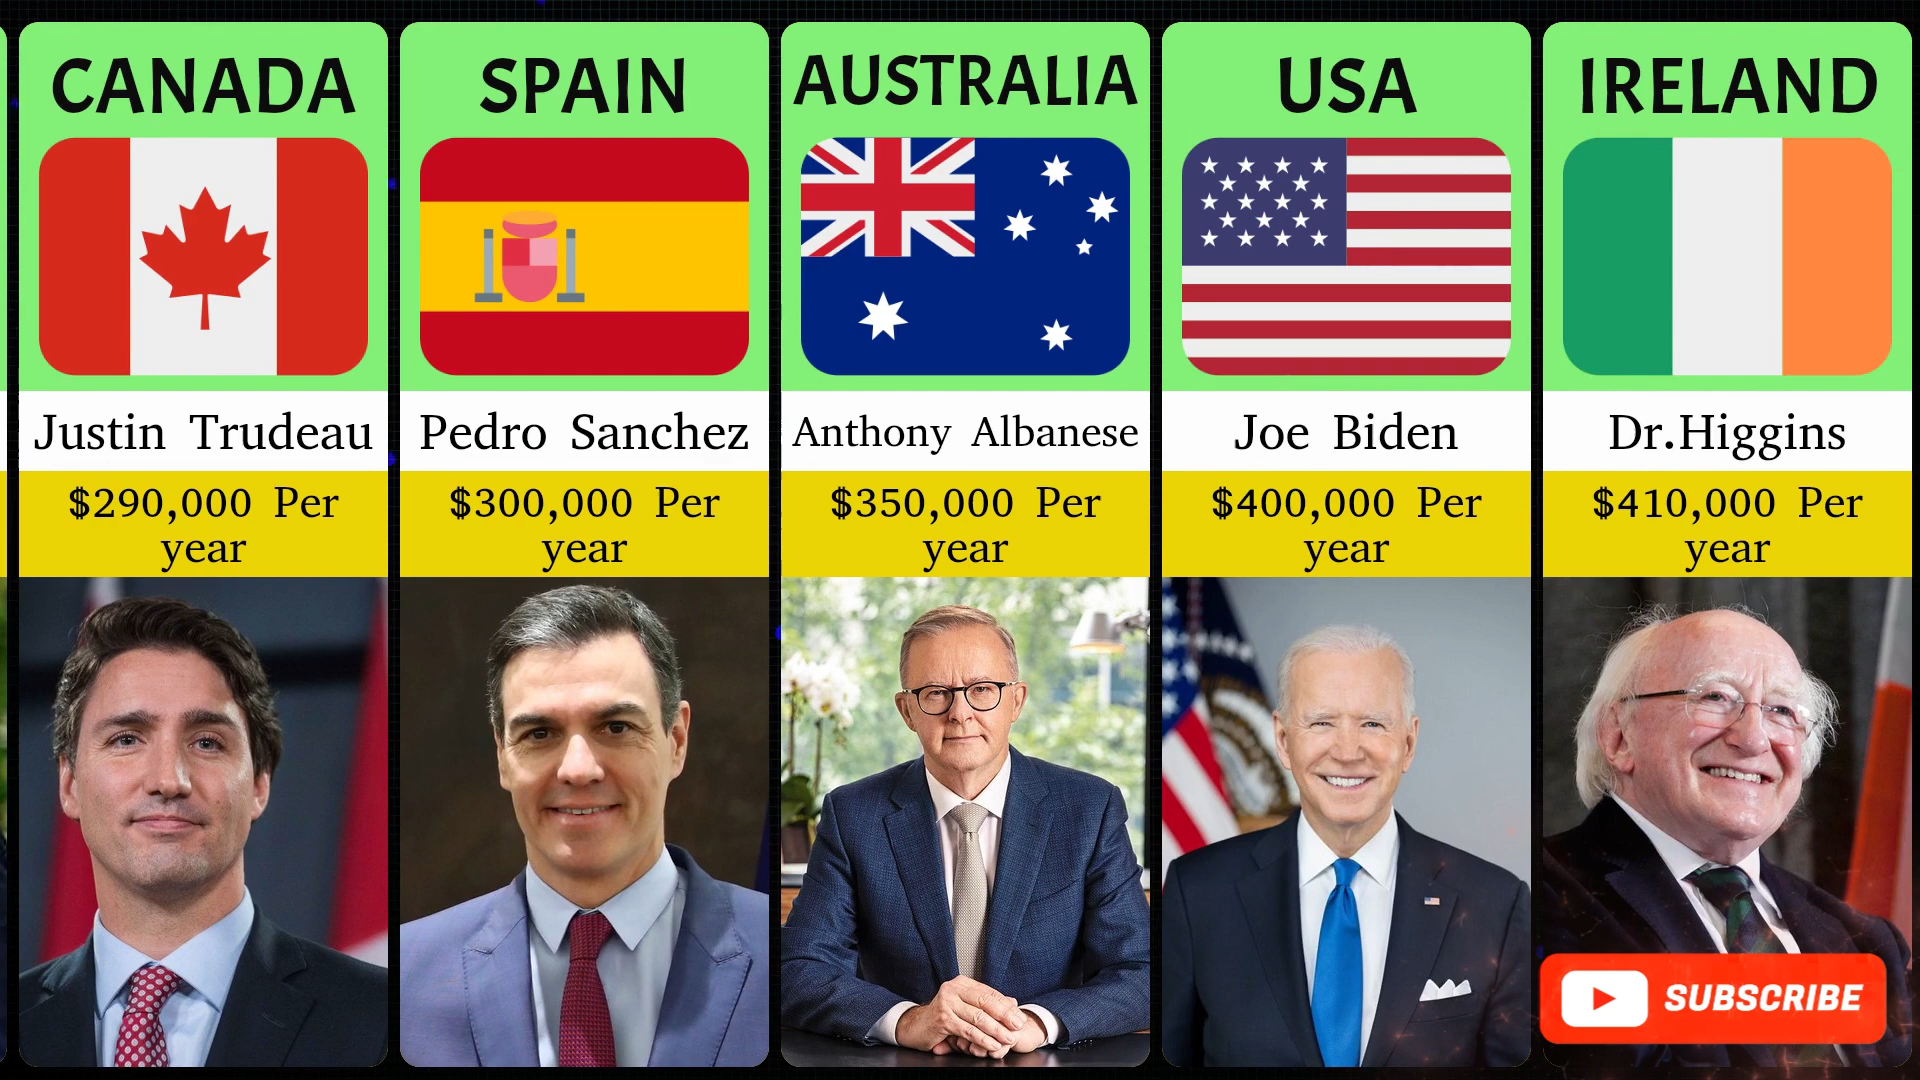 CANADA
Justin Trudeau
$290,000 Per
year
SPAIN
Pedro Sanchez
$300,000 Per
year
AUSTRALIA
Anthony Albanese
$350,000 Per
year
USA
Joe Biden
$400,000 Per
year
IRELAND
Dr.Higgins
$410,000 Per
year
SUBSCRIBE